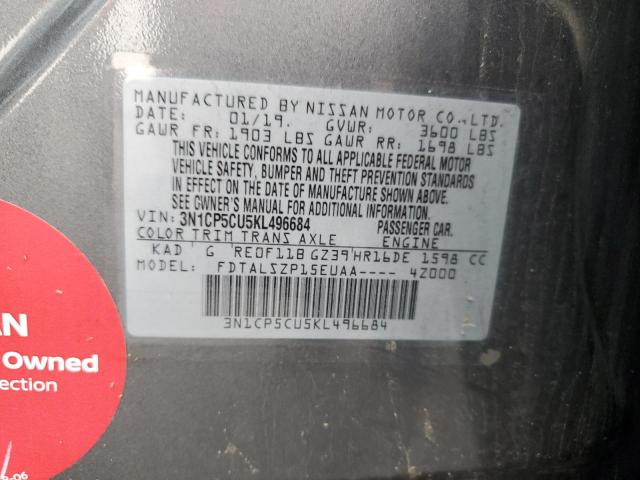 MANUFACTURED BY NISSAN MOTOR CO.,LTD.
DATE: 01/19. GVWR: 3600 LBS
GAWR FR: 1903 LBS GAWR RR: 1698 LBS
THIS VEHICLE CONFORMS TO ALL APPLICABLE FEDERAL MOTOR
VEHICLE SAFETY, BUMPER AND THEFT PREVENTION STANDARDS
IN EFFECT ON THE DATE OF MANUFACTURE SHOWN ABOVE.
SEE OWNER'S MANUAL FOR ADDITIONAL INFORMATION.
VIN: 3N1CP5CU5KL496684 PASSENGER CAR.
COLOR TRIM TRANS AXLE ENGINE
KAD G RE0F11B GZ39 HR16DE 1598 CC
MODEL: FDTALSZP15EUAA---- 42000
3N1CP5CU5KL496684
AN
Owned
ection